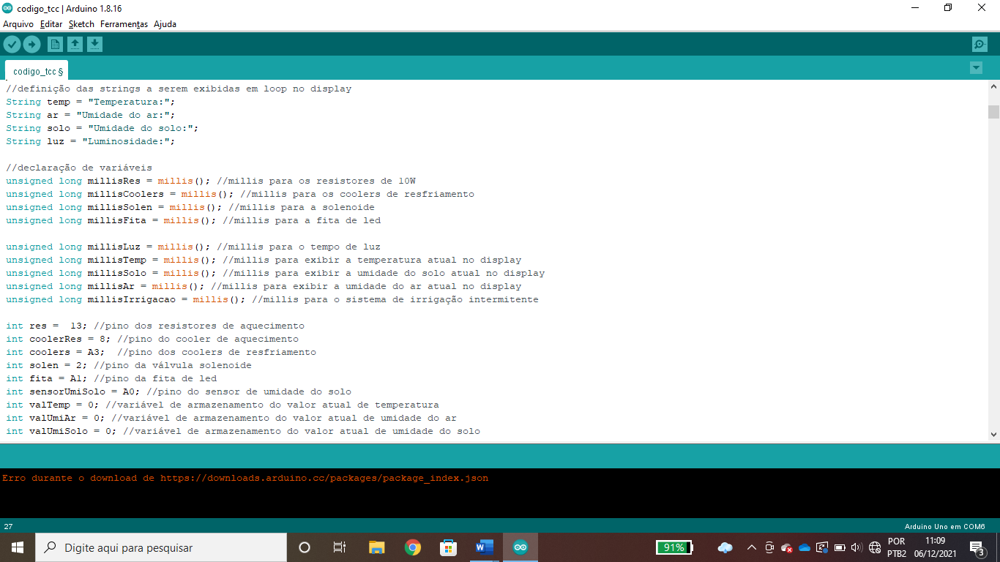 codigo_tcc | Arduino 1.8.16
Arquivo Editar Sketch Ferramentas Ajuda
codigo_tcc §
//definição das strings a serem exibidas em loop no display
String temp = "Temperatura:";
String ar = "Umidade do ar:";
String solo = "Umidade do solo:";
String luz = "Luminosidade:";
//declaração de variáveis
unsigned long millisRes = millis(); //millis para os resistores de 10W
unsigned long millisCoolers = millis(); //millis para os coolers de resfriamento
unsigned long millisSolen = millis(); //millis para a solenoide
unsigned long millisFita = millis(); //millis para a fita de led
unsigned long millisLuz = millis(); //millis para o tempo de luz
unsigned long millisTemp = millis(); //millis para exibir a temperatura atual no display
unsigned long millisSolo = millis(); //millis para exibir a umidade do solo atual no display
unsigned long millisAr = millis(); //millis para exibir a umidade do ar atual no display
unsigned long millisIrrigacao = millis(); //millis para o sistema de irrigação intermitente
int res =  13; //pino dos resistores de aquecimento
int coolerRes = 8; //pino do cooler de aquecimento
int coolers = A3;  //pino dos coolers de resfriamento
int solen = 2; //pino da válvula solenoide
int fita = A1; //pino da fita de led
int sensorUmiSolo = A0; //pino do sensor de umidade do solo
int valTemp = 0; //variável de armazenamento do valor atual de temperatura
int valUmiAr = 0; //variável de armazenamento do valor atual de umidade do ar
int valUmiSolo = 0; //variável de armazenamento do valor atual de umidade do solo
Erro durante o download de https://downloads.arduino.cc/packages/package_index.json
27
Arduino Uno em COM6
Digite aqui para pesquisar
91%
POR
PTB2
11:09
06/12/2021
3